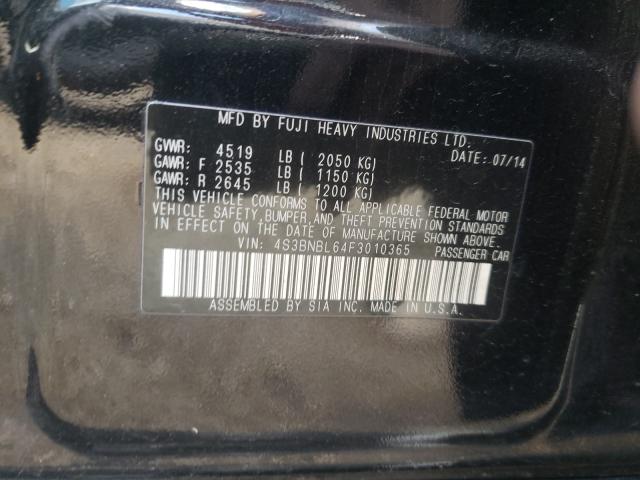 MFD BY FUJI HEAVY INDUSTRIES LTD.
GVWR: 4519 LB ( 2050 KG) DATE: 07/14
GAWR: F 2535 LB ( 1150 KG)
GAWR: R 2645 LB ( 1200 KG)
THIS VEHICLE CONFORMS TO ALL APPLICABLE FEDERAL MOTOR
VEHICLE SAFETY, BUMPER, AND THEFT PREVENTION STANDARDS
IN EFFECT ON THE DATE OF MANUFACTURE SHOWN ABOVE.
VIN: 4S3BNBL64F3010365 PASSENGER CAR
ASSEMBLED BY SIA INC. MADE IN U.S.A.